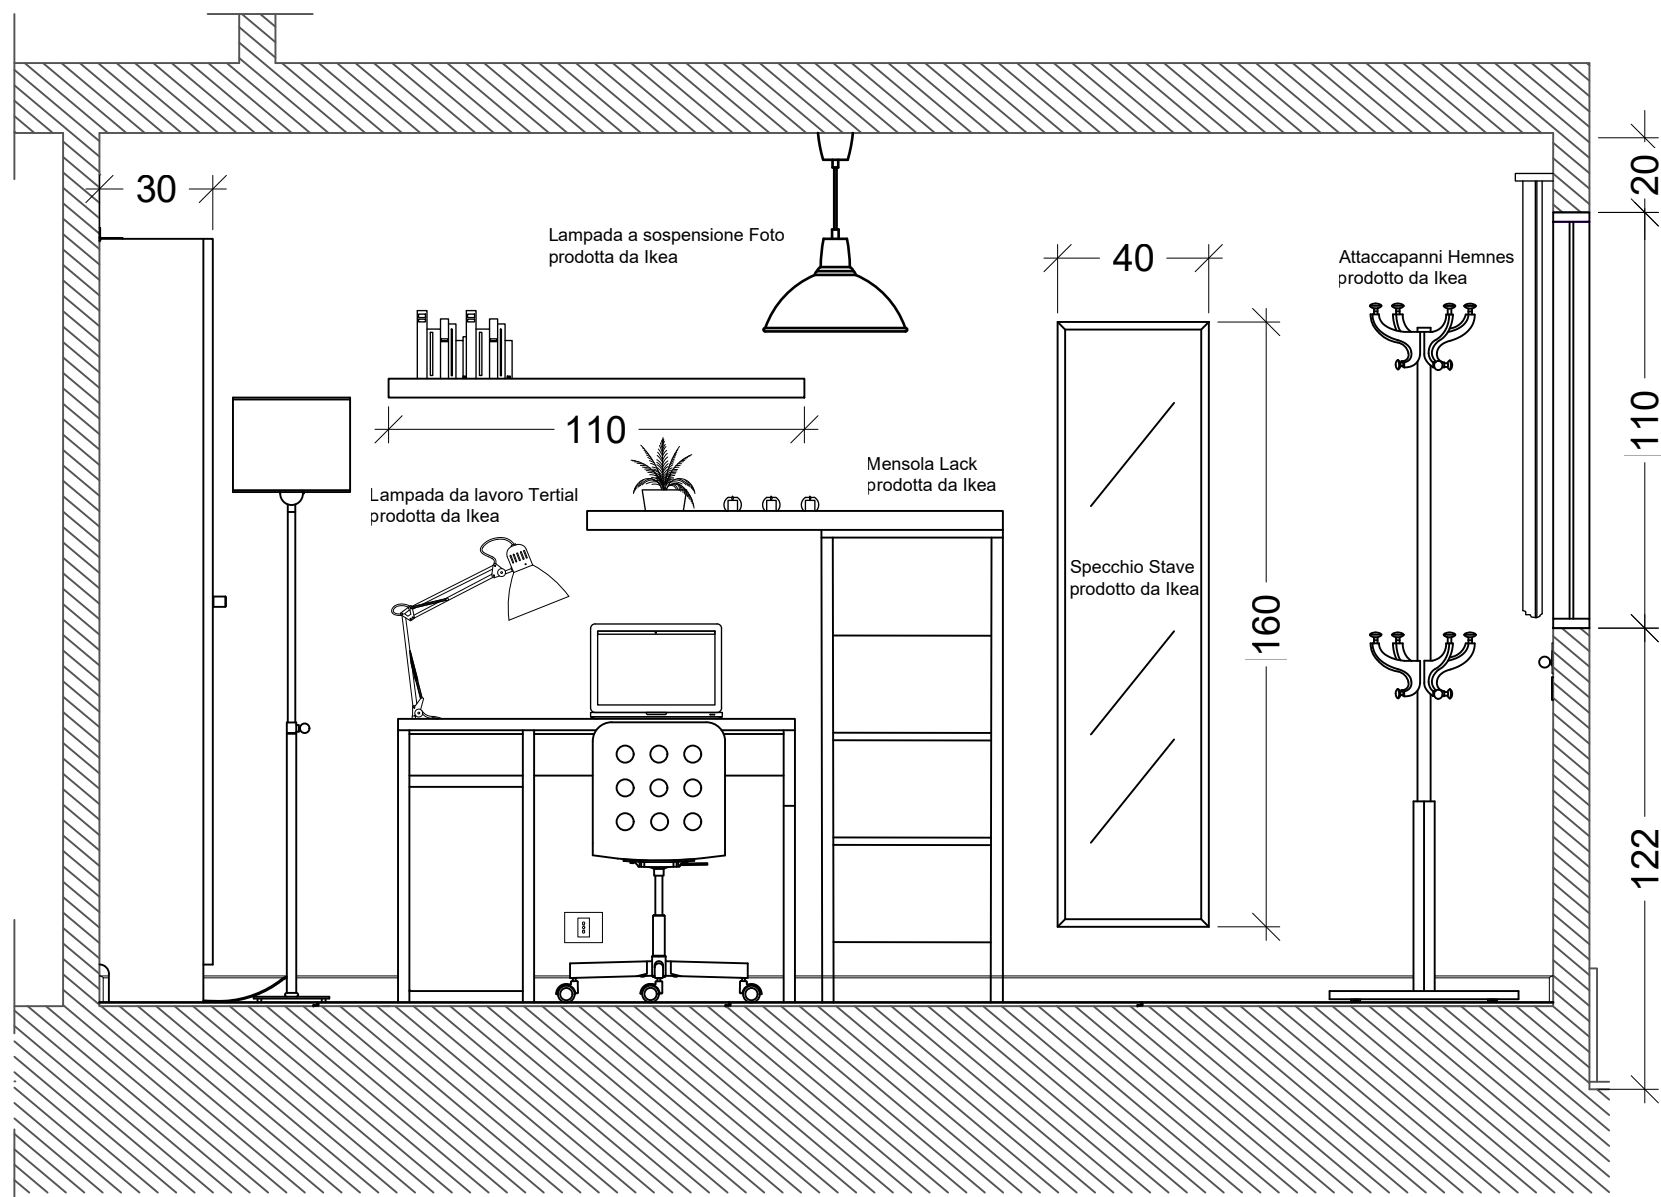 20
30
Lampada a sospensione Foto
prodotta da Ikea
40
Attaccapanni Hemnes
prodotto da Ikea
110
110
Mensola Lack
prodotta da Ikea
Lampada da lavoro Tertial
prodotta da Ikea
Specchio Stave
prodotto da Ikea
160
122